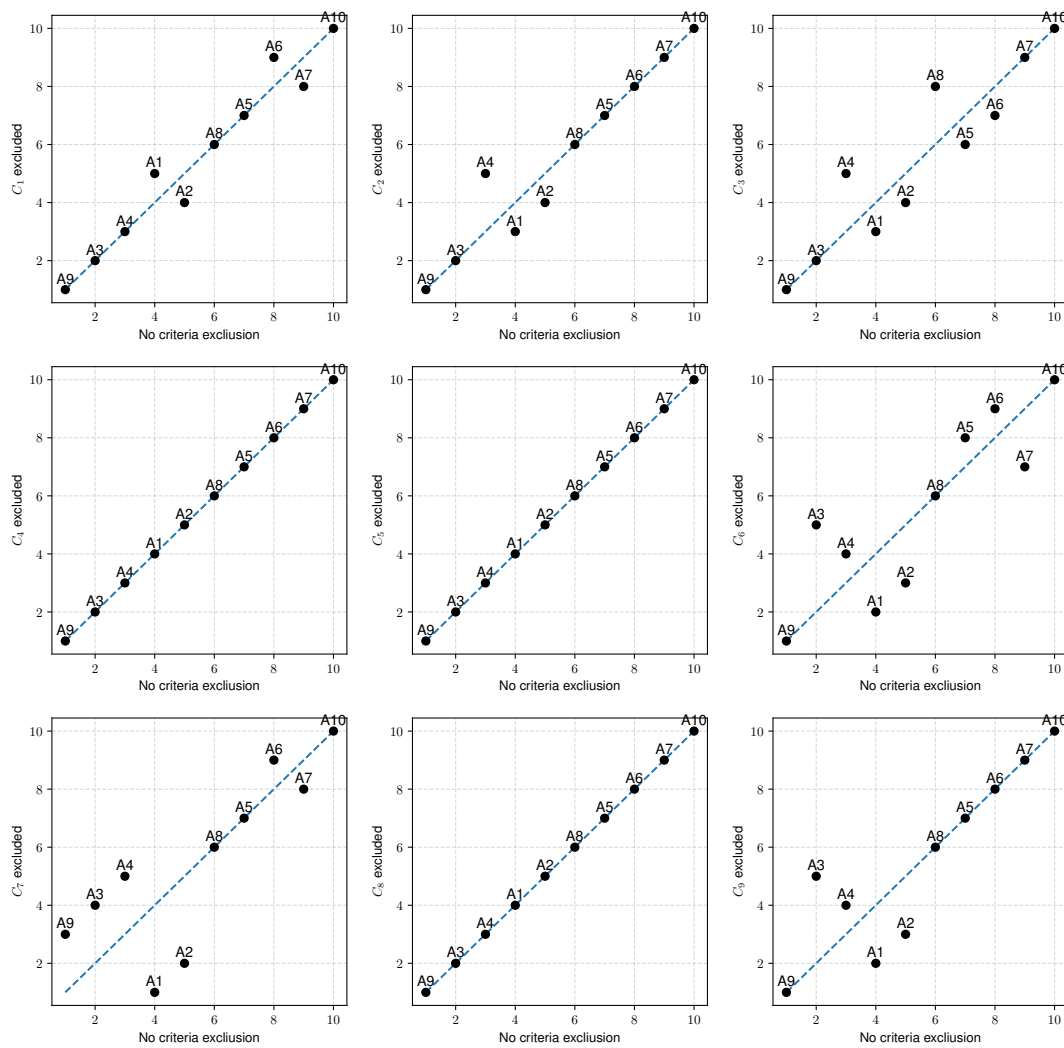 A10
A6
A7
A5
A8
A1
A2
A4
A3
A9
10
8
6
4
2
2 4 6 8 10
C1 excluded
No criteria excliusion
A10
A7
A6
A5
A8
A4
A2
A1
A3
A9
10
8
6
4
2
2 4 6 8 10
C2 excluded
No criteria excliusion
A10
A7
A8
A6
A5
A4
A2
A1
A3
A9
10
8
6
4
2
2 4 6 8 10
C3 excluded
No criteria excliusion
A10
A7
A6
A5
A8
A2
A1
A4
A3
A9
10
8
6
4
2
2 4 6 8 10
C4 excluded
No criteria excliusion
A10
A7
A6
A5
A8
A2
A1
A4
A3
A9
10
8
6
4
2
2 4 6 8 10
C5 excluded
No criteria excliusion
A10
A6
A5
A7
A8
A3
A4
A2
A1
A9
10
8
6
4
2
2 4 6 8 10
C6 excluded
No criteria excliusion
A10
A6
A7
A5
A8
A4
A3
A9
A2
A1
10
8
6
4
2
2 4 6 8 10
C7 excluded
No criteria excliusion
A10
A7
A6
A5
A8
A2
A1
A4
A3
A9
10
8
6
4
2
2 4 6 8 10
C8 excluded
No criteria excliusion
A10
A7
A6
A5
A8
A3
A4
A2
A1
A9
10
8
6
4
2
2 4 6 8 10
C9 excluded
No criteria excliusion